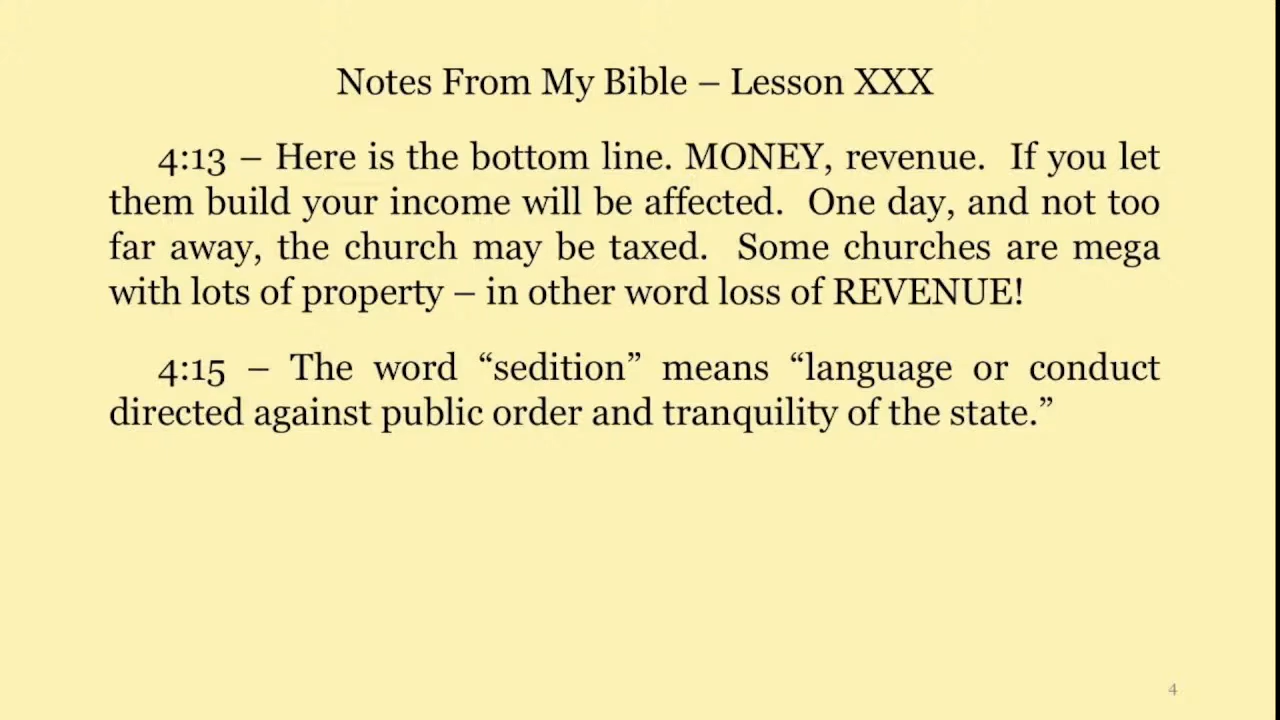 Notes From My Bible – Lesson XXX
4:13 – Here is the bottom line. MONEY, revenue.  If you let
them build your income will be affected.  One day, and not too
far away, the church may be taxed.  Some churches are mega
with lots of property – in other word loss of REVENUE!
4:15 – The word “sedition” means “language or conduct
directed against public order and tranquility of the state.”
4